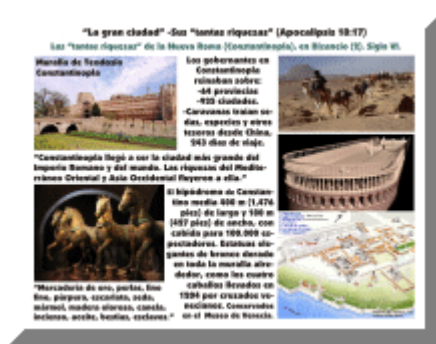 "La gran ciudad" -Sus "tantas riquezas" (Apocalipsis 18:17)
Las "tantas riquezas" de la Nueva Roma (Constantinopla), en Bizancio (2). Siglo VI.
Muralla de Teodosio
Constantinopla
Los gobernantes en
Constantinopla
reinaban sobre:
-64 provincias
-935 ciudades.
-Caravanas traían se-
das, especies y otros
tesoros desde China,
243 días de viaje.
"Constantinopla llegó a ser la ciudad más grande del
Imperio Romano y del mundo. Las riquezas del Medite-
rráneo Oriental y Asia Occidental fluyeron a ella."
El hipódromo de Constan-
tino medía 400 m (1,476
pies) de largo y 100 m
(427 pies) de ancho, con
cabida para 100,000 es-
pectadores. Estatuas ele-
gantes de bronce dorado
en toda la muralla alre-
dedor, como los cuatro
caballos llevados en
1204 por cruzados ve-
necianos. Conservados
en el Museo de Venecia.
"Mercadería de oro, perlas, lino
fino, púrpura, escarlata, seda,
mármol, madera olorosa, canela,
incienso, aceite, bestias, esclavos."